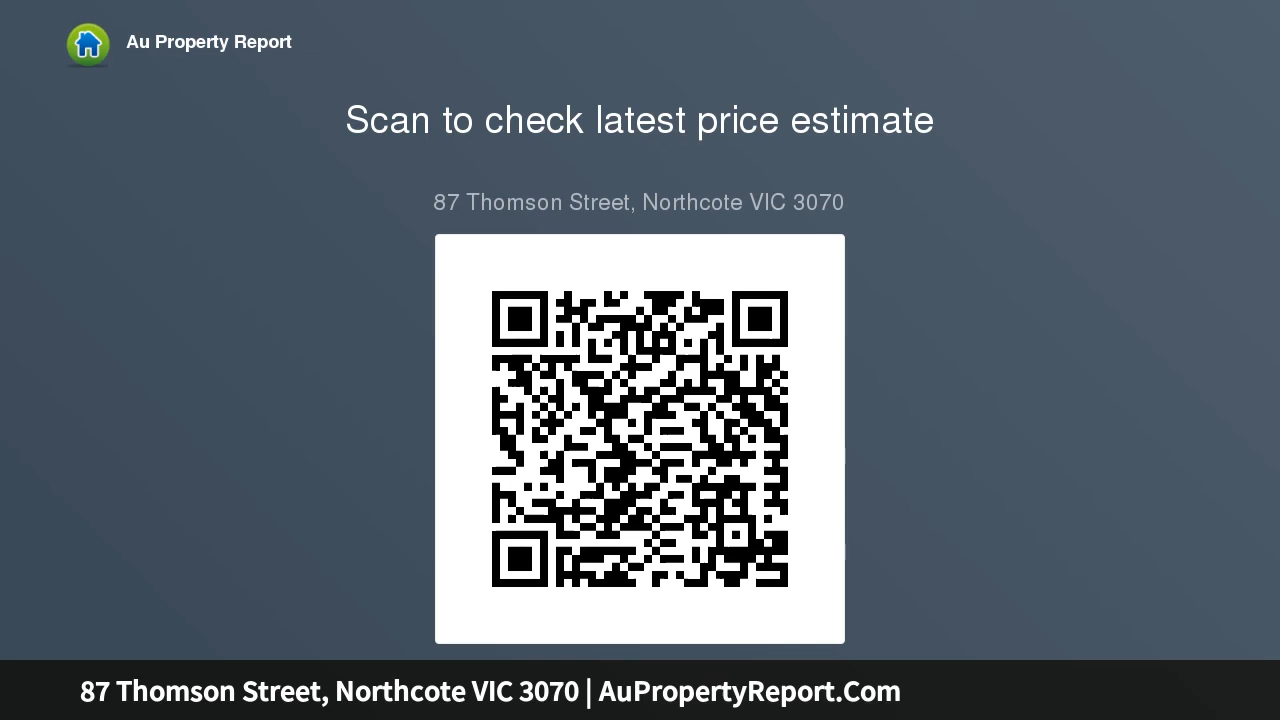 Au Property Report
Scan to check latest price estimate
87 Thomson Street, Northcote VIC 3070
87 Thomson Street, Northcote VIC 3070 | AuPropertyReport.Com